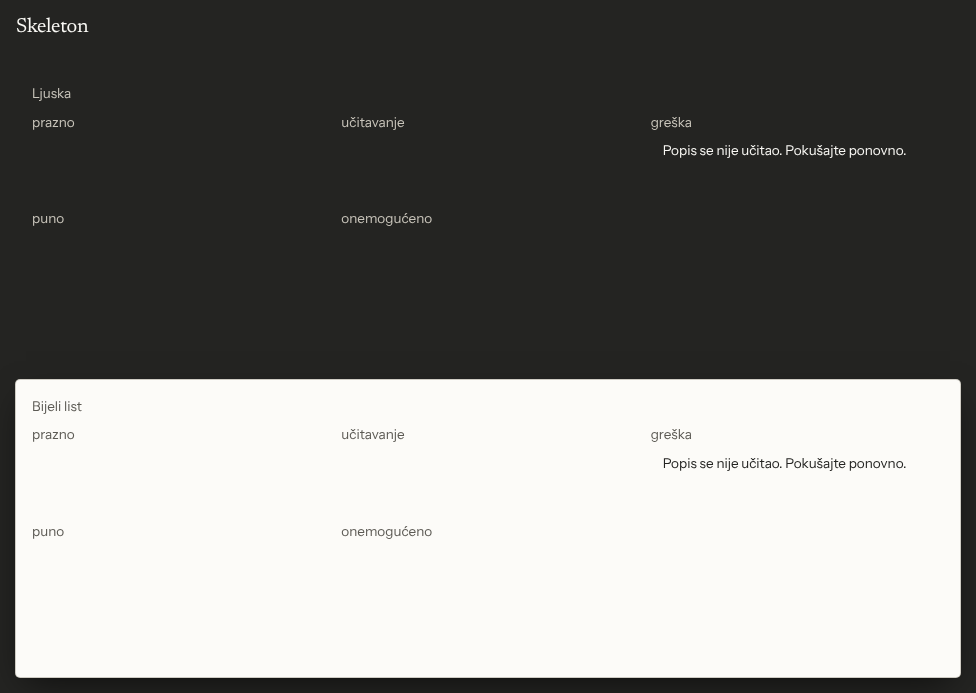 Skeleton
Ljuska
prazno učitavanje greška
Popis se nije učitao. Pokušajte ponovno.
puno onemogućeno
Bijeli list
prazno učitavanje greška
Popis se nije učitao. Pokušajte ponovno.
puno onemogućeno